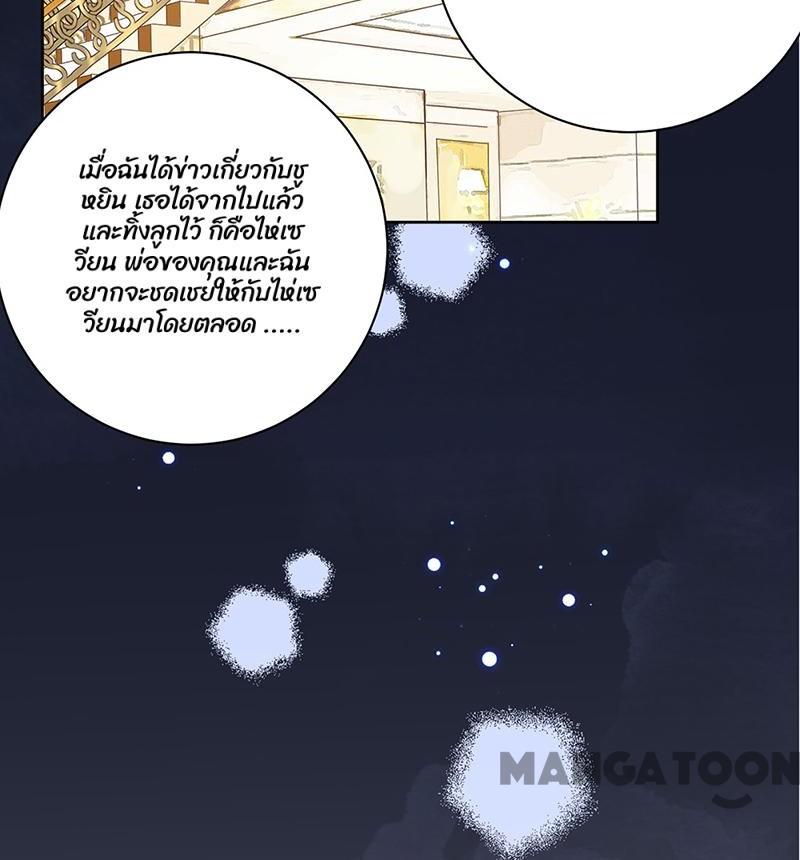 เมื่อฉันได้ข่าวเกี่ยวกับชู
หยิน เธอได้จากไปแล้ว
และทิ้งลูกไว้ ก็คือไห่เซ
วียน พ่อของคุณและฉัน
อยากจะชดเชยให้กับไห่เซ
วียนมาโดยตลอด .....
MANGATOON